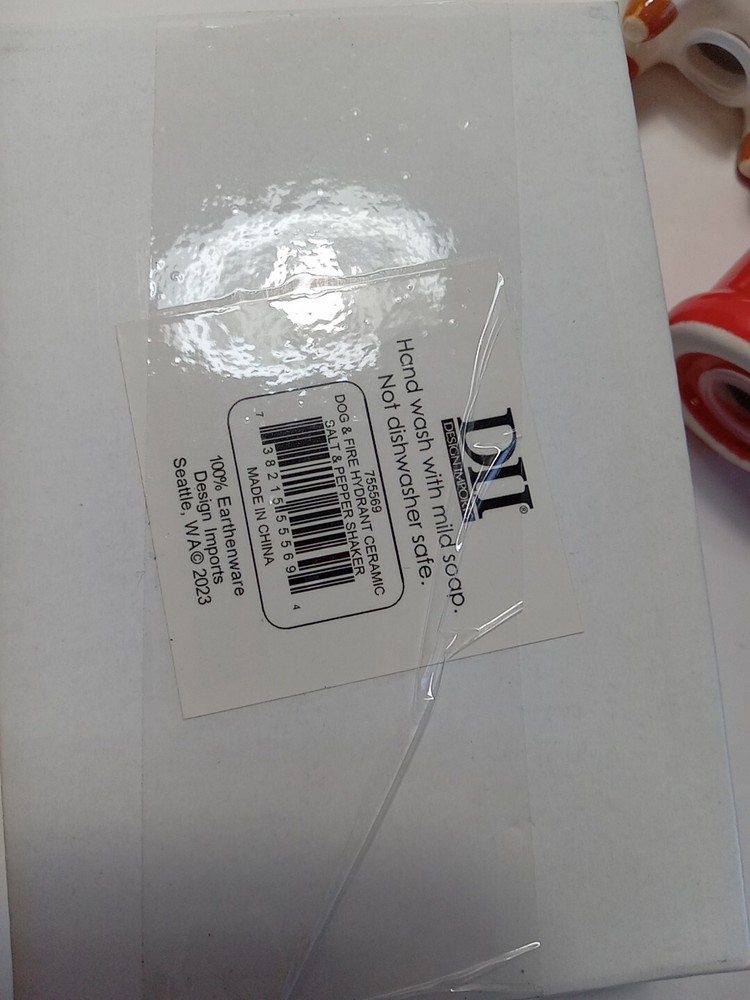 DII®
DESIGN IMPORTS
Hand wash with mild soap.
Not dishwasher safe.
755569
DOG & FIRE HYDRANT CERAMIC
SALT & PEPPER SHAKER
7 38215 55569 4
MADE IN CHINA
100% Earthenware
Design Imports
Seattle, WA© 2023